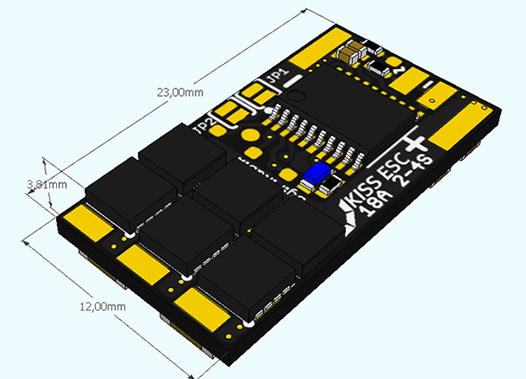 23,00mm
JP1
JP2
3,81mm
KISS ESC
18A 2-4S
+
-
12,00mm